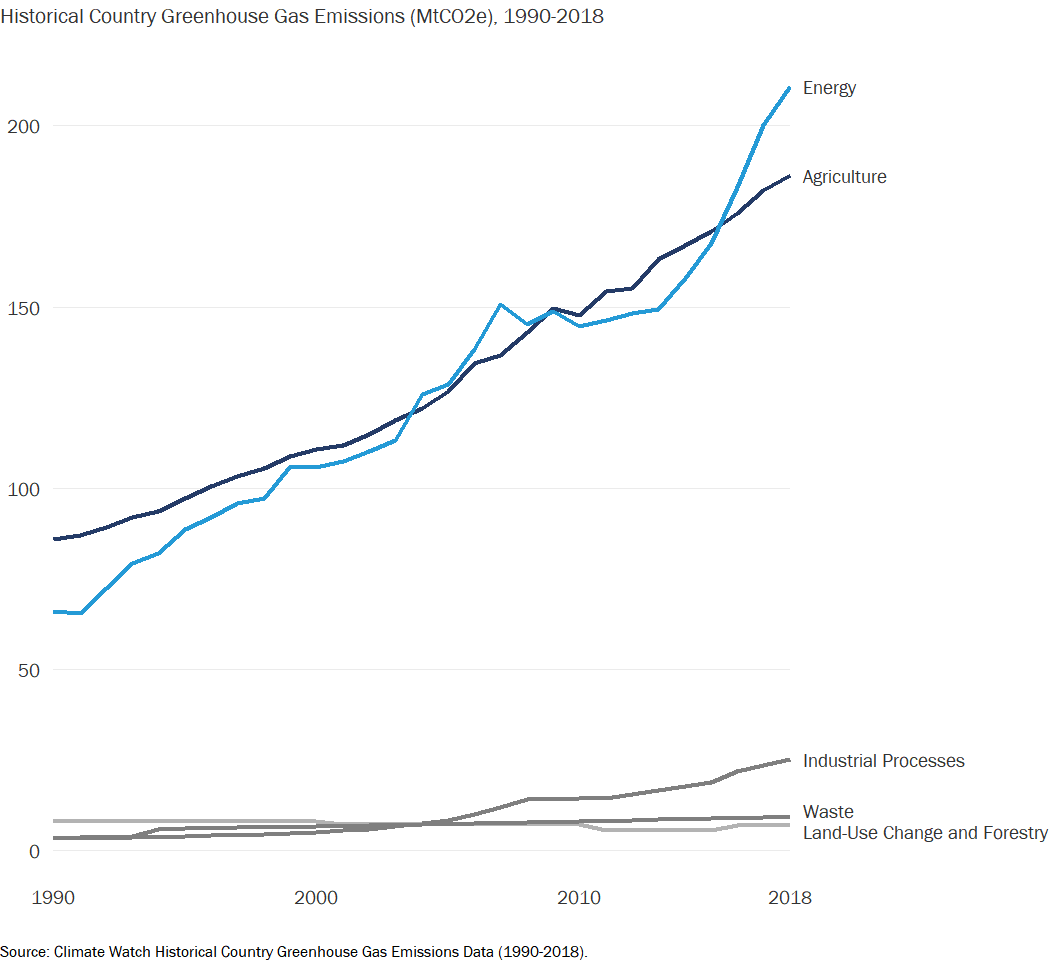 Historical Country Greenhouse Gas Emissions (MtCO2e), 1990-2018
Energy
200
Agriculture
150
100
50
Industrial Processes
Waste
Land-Use Change and Forestry
0
1990 2000 2010 2018
Source: Climate Watch Historical Country Greenhouse Gas Emissions Data (1990-2018).